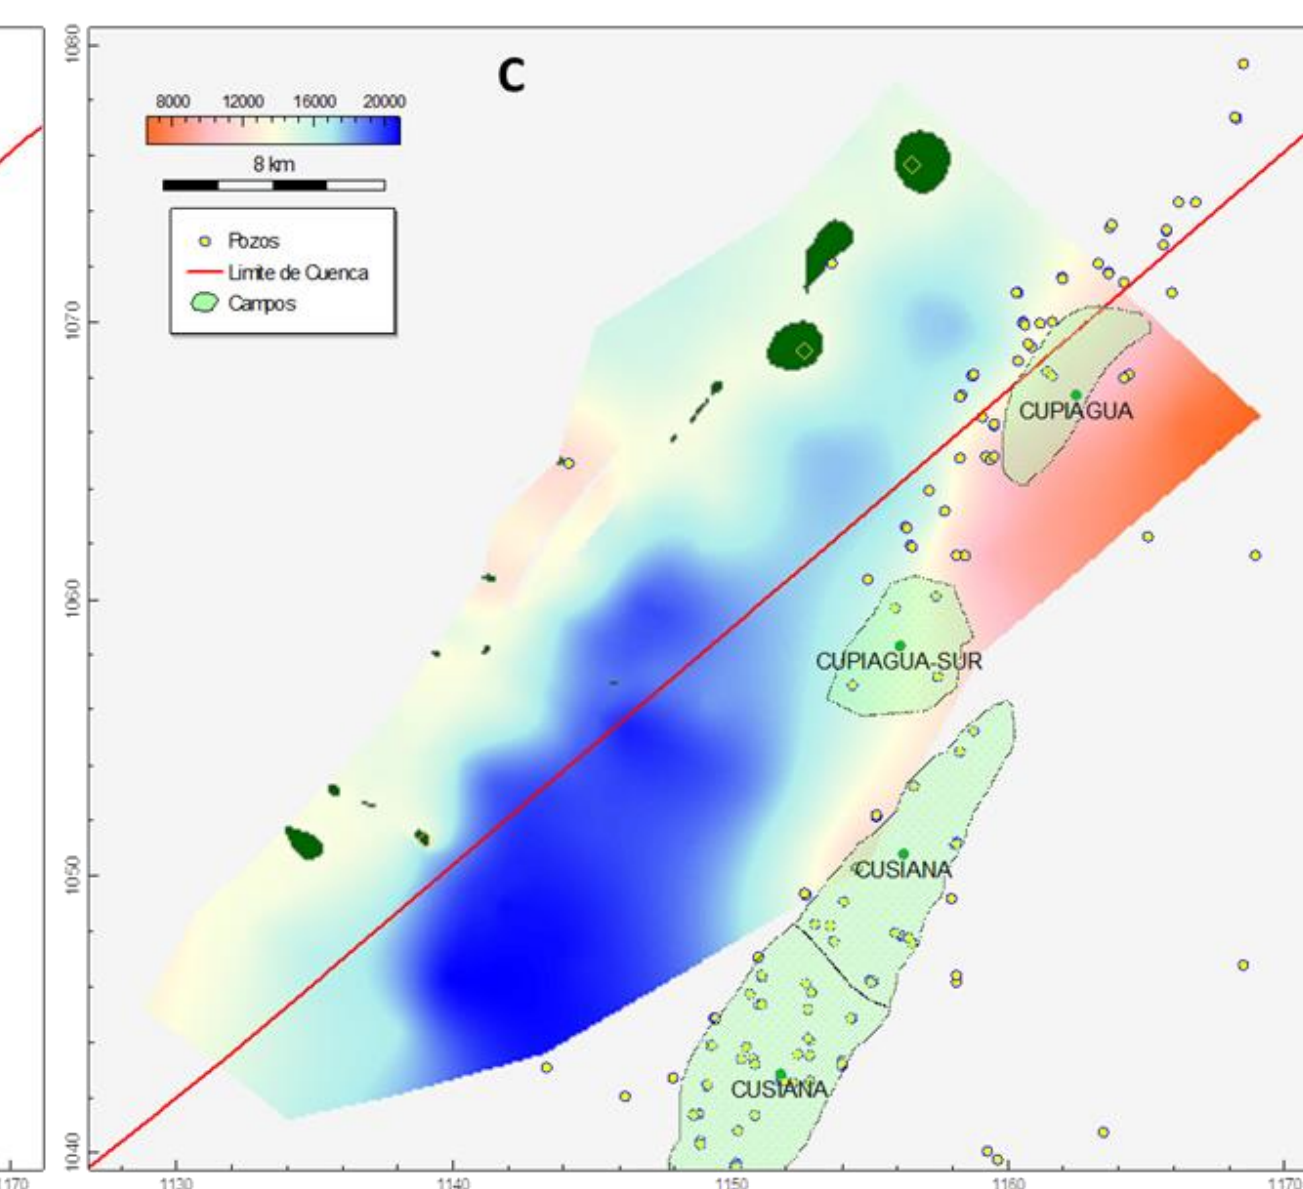 C
8000 12000 16000 20000
8 km
Pozos
Limite de Cuenca
Campos
1080
1070
1060
1050
1040
CUPIAGUA
CUPIAGUA-SUR
CUSIANA
CUSIANA
1170 1130 1140 1150 1160 1170